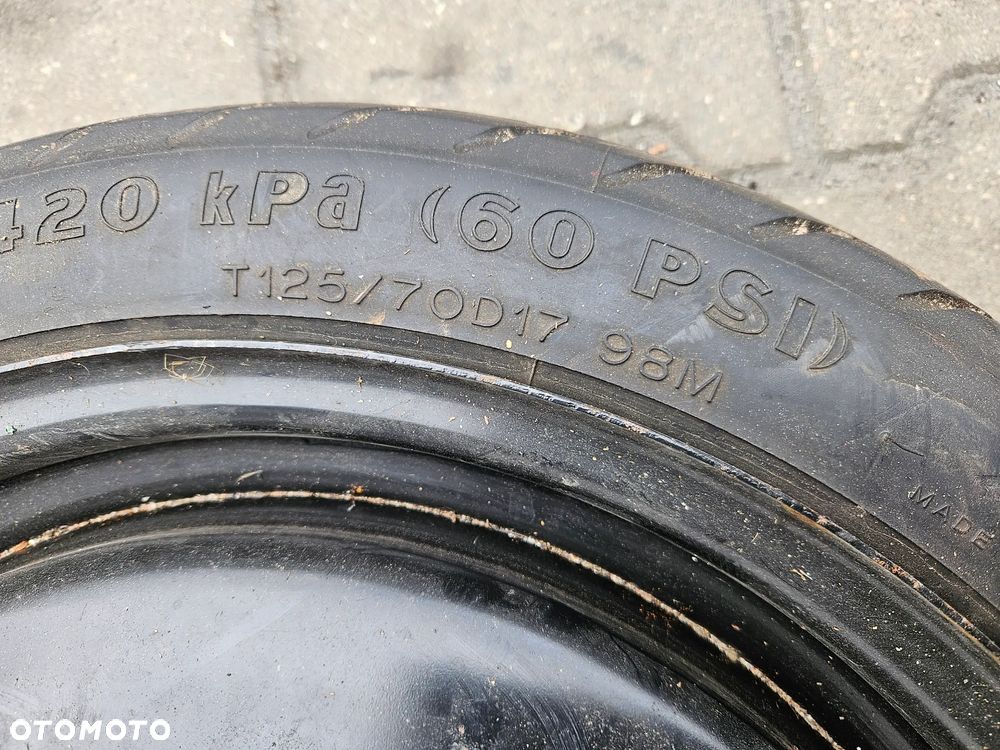 420 kPa (60 PSI)
T125/70D17 98M
MADE
OTOMOTO